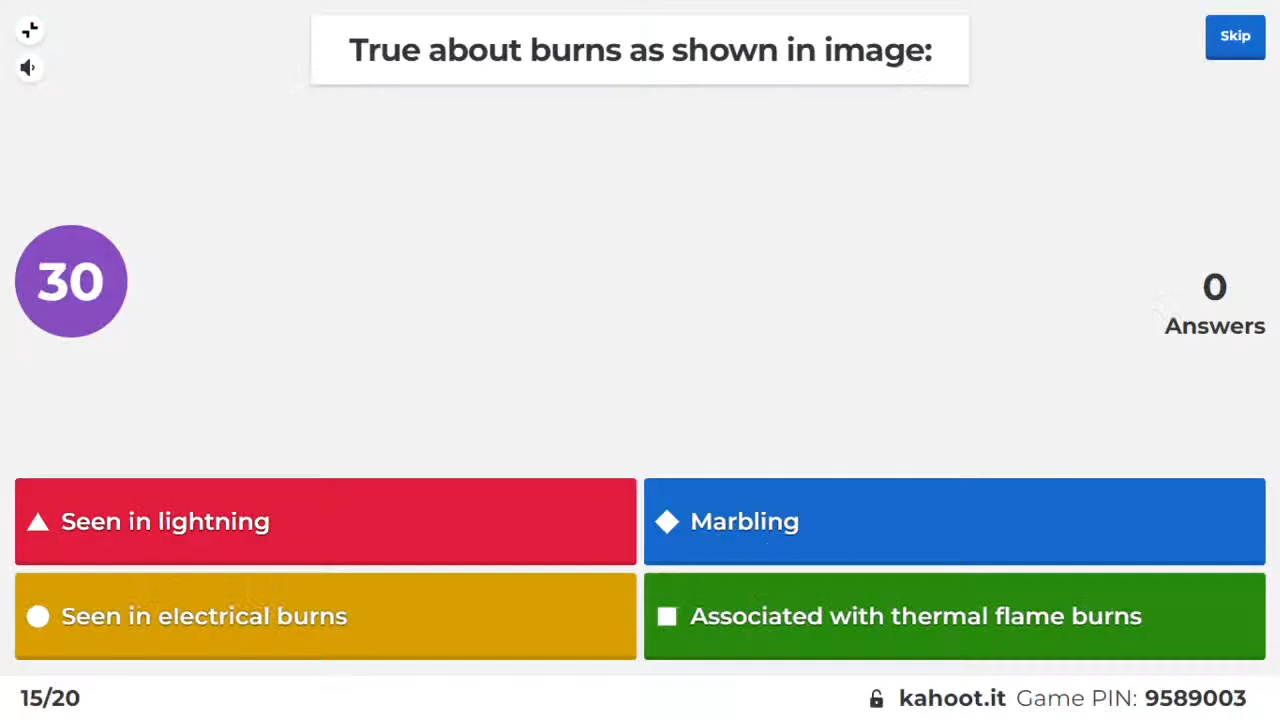 True about burns as shown in image:
Skip
30
0
Answers
Seen in lightning
Marbling
Seen in electrical burns
Associated with thermal flame burns
15/20
kahoot.it Game PIN: 9589003